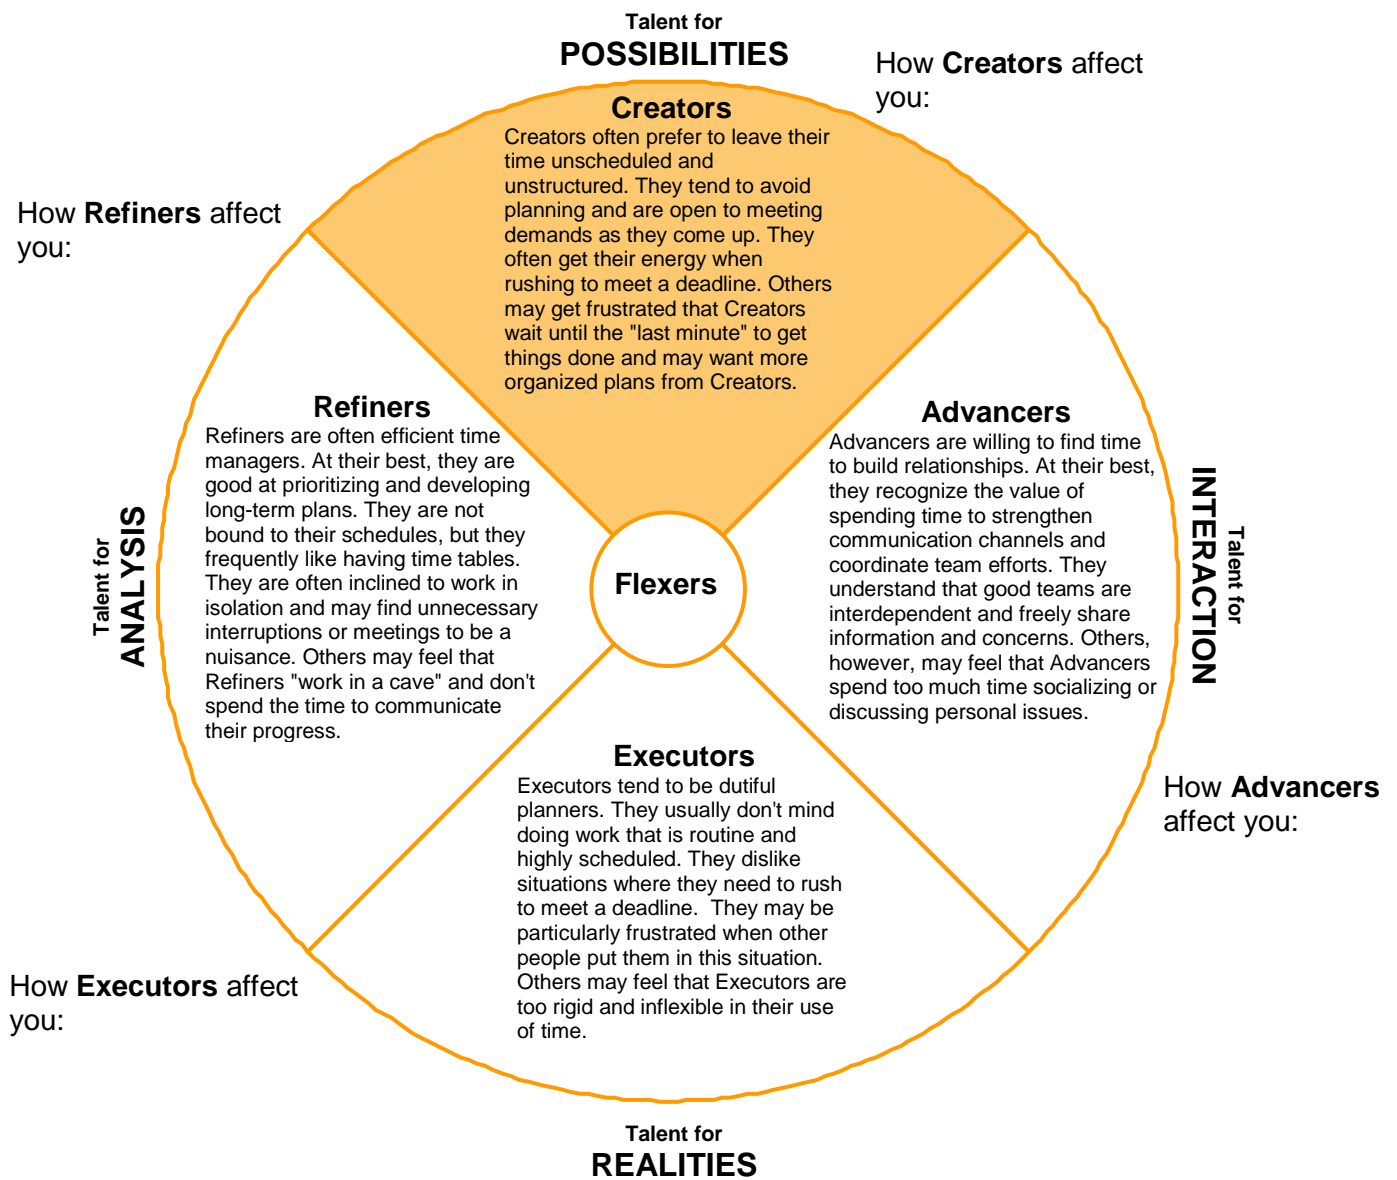 Talent for
POSSIBILITIES
How Creators affect
you:
Creators
Creators often prefer to leave their
time unscheduled and
unstructured. They tend to avoid
planning and are open to meeting
demands as they come up. They
often get their energy when
rushing to meet a deadline. Others
may get frustrated that Creators
wait until the "last minute" to get
things done and may want more
organized plans from Creators.
How Refiners affect
you:
Refiners
Refiners are often efficient time
managers. At their best, they are
good at prioritizing and developing
long-term plans. They are not
bound to their schedules, but they
frequently like having time tables.
They are often inclined to work in
isolation and may find unnecessary
interruptions or meetings to be a
nuisance. Others may feel that
Refiners "work in a cave" and don't
spend the time to communicate
their progress.
Talent for
ANALYSIS
Flexers
Advancers
Advancers are willing to find time
to build relationships. At their best,
they recognize the value of
spending time to strengthen
communication channels and
coordinate team efforts. They
understand that good teams are
interdependent and freely share
information and concerns. Others,
however, may feel that Advancers
spend too much time socializing or
discussing personal issues.
Talent for
INTERACTION
How Advancers
affect you:
Executors
Executors tend to be dutiful
planners. They usually don't mind
doing work that is routine and
highly scheduled. They dislike
situations where they need to rush
to meet a deadline.  They may be
particularly frustrated when other
people put them in this situation.
Others may feel that Executors are
too rigid and inflexible in their use
of time.
How Executors affect
you:
Talent for
REALITIES